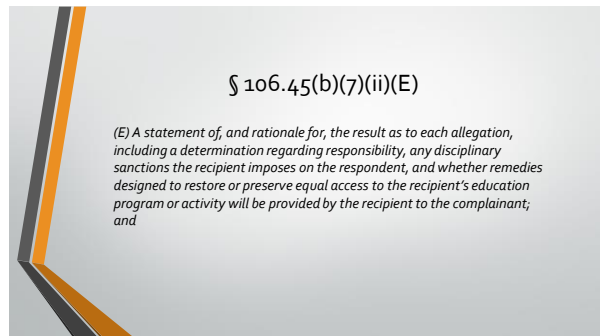 § 106.45(b)(7)(ii)(E)
(E) A statement of, and rationale for, the result as to each allegation,
including a determination regarding responsibility, any disciplinary
sanctions the recipient imposes on the respondent, and whether remedies
designed to restore or preserve equal access to the recipient’s education
program or activity will be provided by the recipient to the complainant;
and